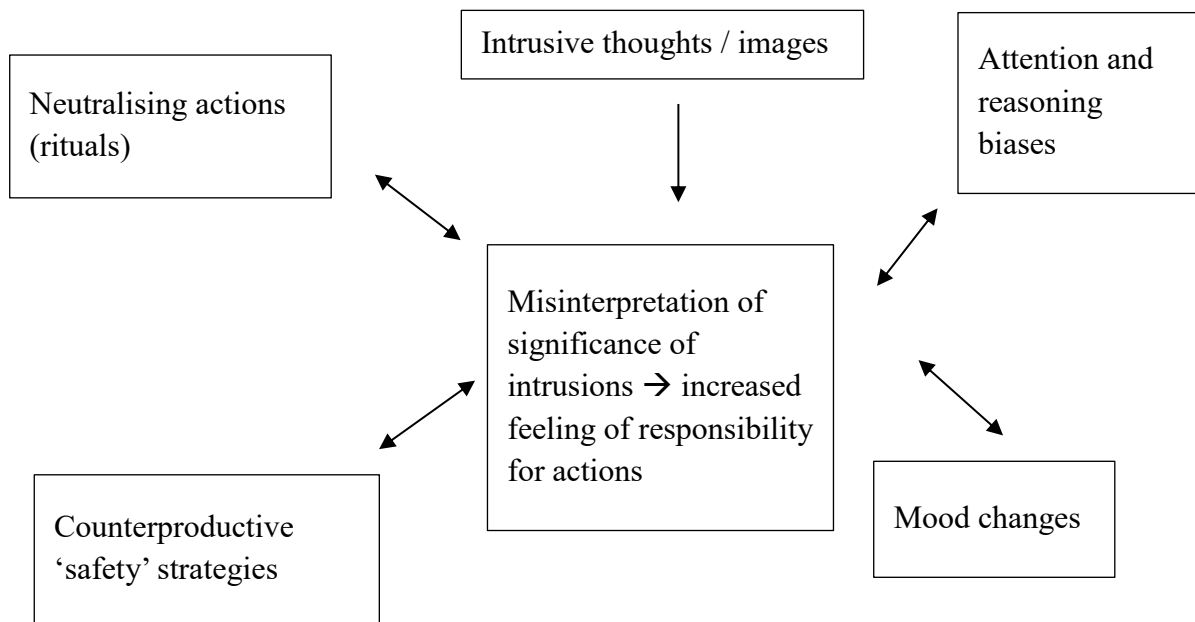 Intrusive thoughts / images
Neutralising actions
(rituals)
Attention and
reasoning
biases
Misinterpretation of
significance of
intrusions → increased
feeling of responsibility
for actions
Counterproductive
‘safety’ strategies
Mood changes